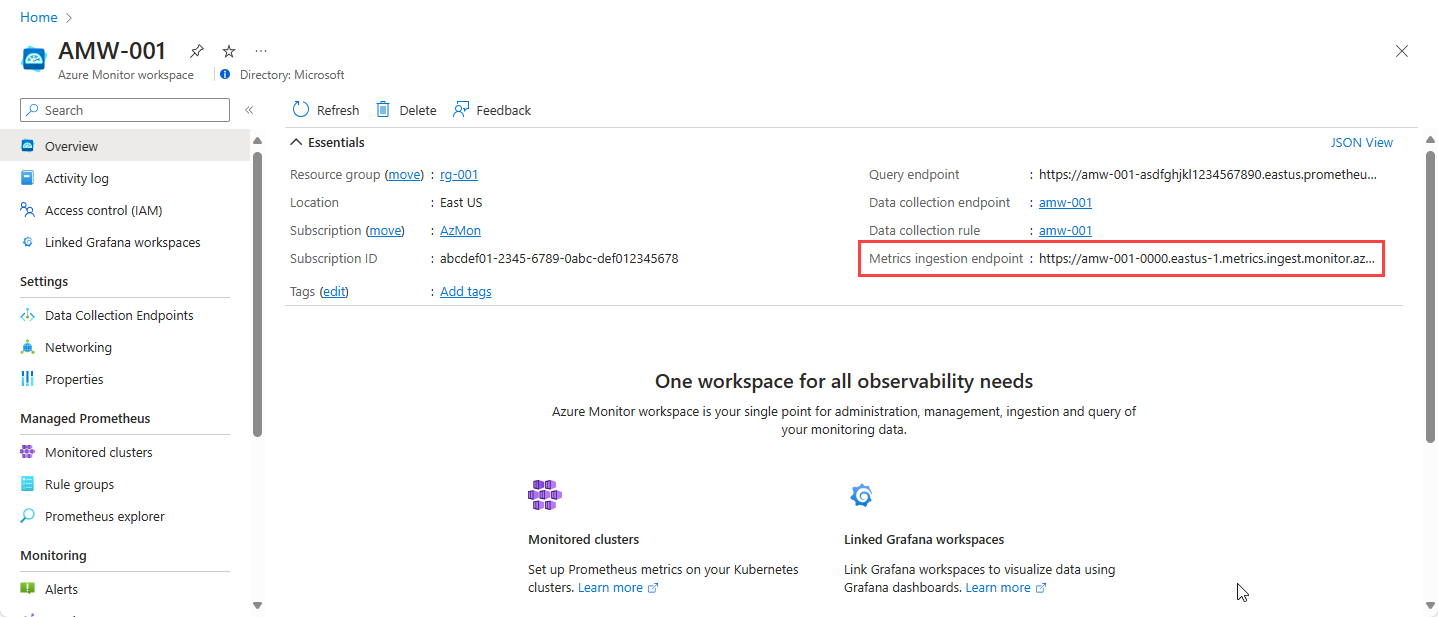 Home
AMW-001
Azure Monitor workspace
Directory: Microsoft
Search
Overview
Activity log
Access control (IAM)
Linked Grafana workspaces
Settings
Data Collection Endpoints
Networking
Properties
Managed Prometheus
Monitored clusters
Rule groups
Prometheus explorer
Monitoring
Alerts
Refresh
Delete
Feedback
Essentials
JSON View
Resource group (move) : rg-001
Location : East US
Subscription (move) : AzMon
Subscription ID : abcdef01-2345-6789-0abc-def012345678
Tags (edit) : Add tags
Query endpoint : https://amw-001-asdfghjkl1234567890.eastus.prometheu...
Data collection endpoint : amw-001
Data collection rule : amw-001
Metrics ingestion endpoint : https://amw-001-0000.eastus-1.metrics.ingest.monitor.az...
One workspace for all observability needs
Azure Monitor workspace is your single point for administration, management, ingestion and query of
your monitoring data.
Monitored clusters
Set up Prometheus metrics on your Kubernetes
clusters. Learn more
Linked Grafana workspaces
Link Grafana workspaces to visualize data using
Grafana dashboards. Learn more